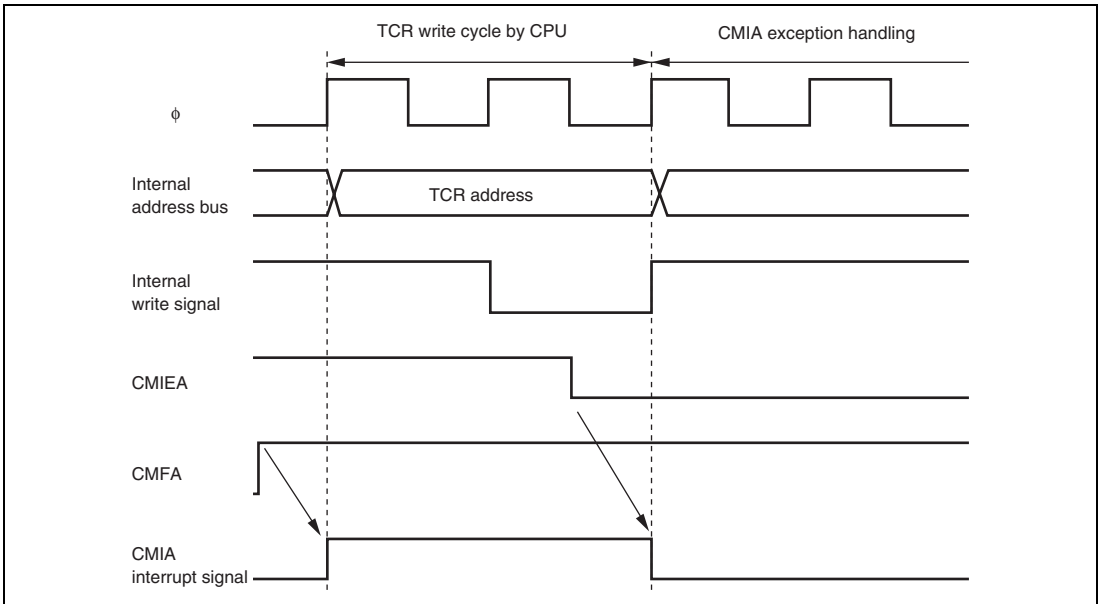 TCR write cycle by CPU
CMIA exception handling
ϕ
Internal
address bus
TCR address
Internal
write signal
CMIEA
CMFA
CMIA
interrupt signal